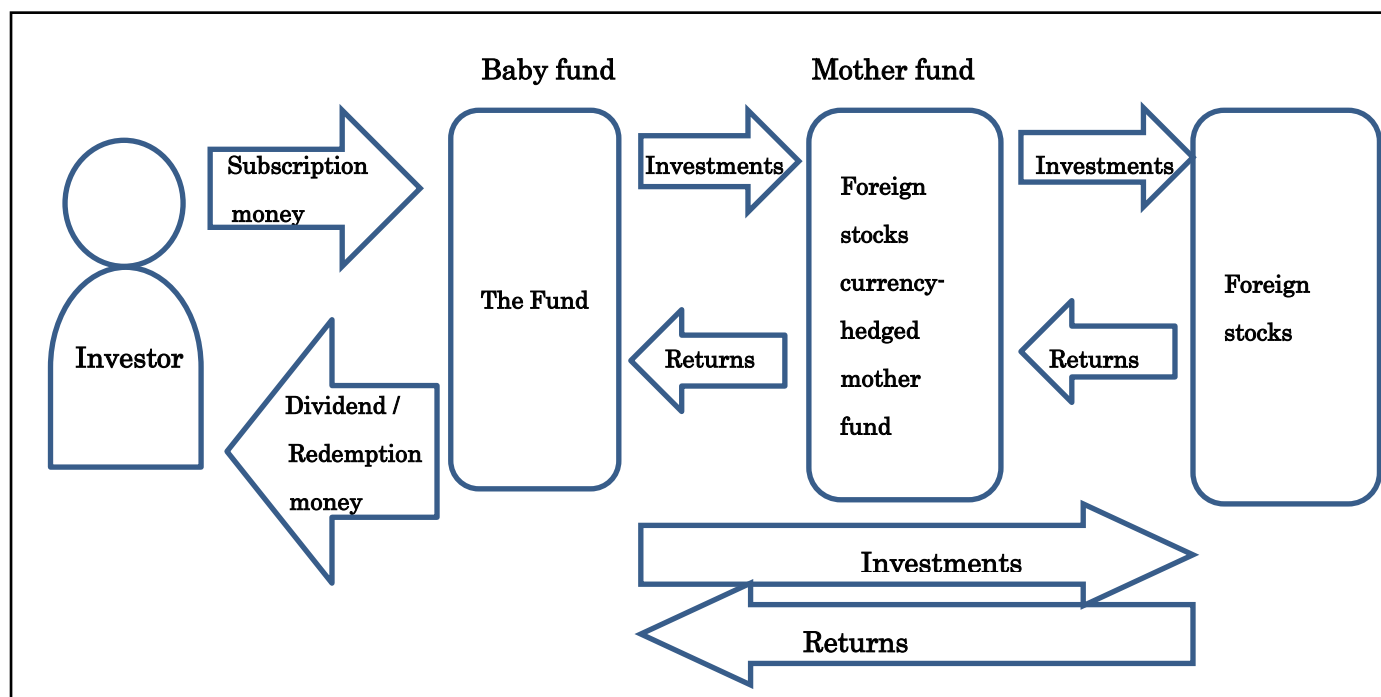 Baby fund
Mother fund
Subscription
money
Investments
Investments
Foreign
stocks
currency-
hedged
mother
fund
The Fund
Foreign
stocks
Investor
Returns
Returns
Dividend /
Redemption
money
Investments
Returns